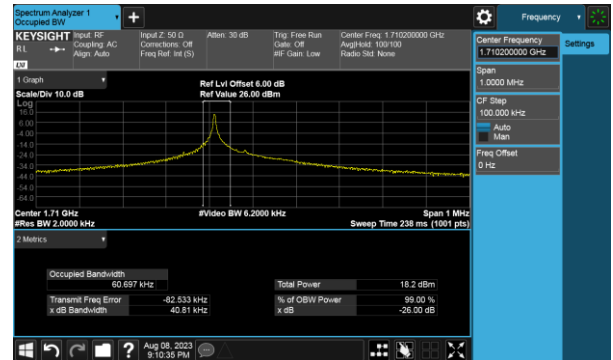 Spectrum Analyzer 1
Occupied BW
Frequency
KEYSIGHT Input: RF Input Z: 50 Ω Atten: 30 dB Trig: Free Run Center Freq: 1.710200000 GHz
RL Coupling: AC Corrections: Off Gate: Off Avg|Hold: 100/100
Align: Auto Freq Ref: Int (S) #IF Gain: Low Radio Std: None
LXI
Center Frequency
1.710200000 GHz
Settings
Span
1.0000 MHz
CF Step
100.000 kHz
Auto
Man
Freq Offset
0 Hz
1 Graph
Ref Lvl Offset 6.00 dB
Scale/Div 10.0 dB Ref Value 26.00 dBm
Log
16.0
6.00
-4.00
-14.0
-24.0
-34.0
-44.0
-54.0
-64.0
Center 1.71 GHz #Video BW 6.2000 kHz Span 1 MHz
#Res BW 2.0000 kHz Sweep Time 238 ms (1001 pts)
2 Metrics
Occupied Bandwidth
60.697 kHz Total Power 18.2 dBm
Transmit Freq Error -82.533 kHz % of OBW Power 99.00 %
x dB Bandwidth 40.81 kHz x dB -26.00 dB
? Aug 08, 2023
9:10:35 PM